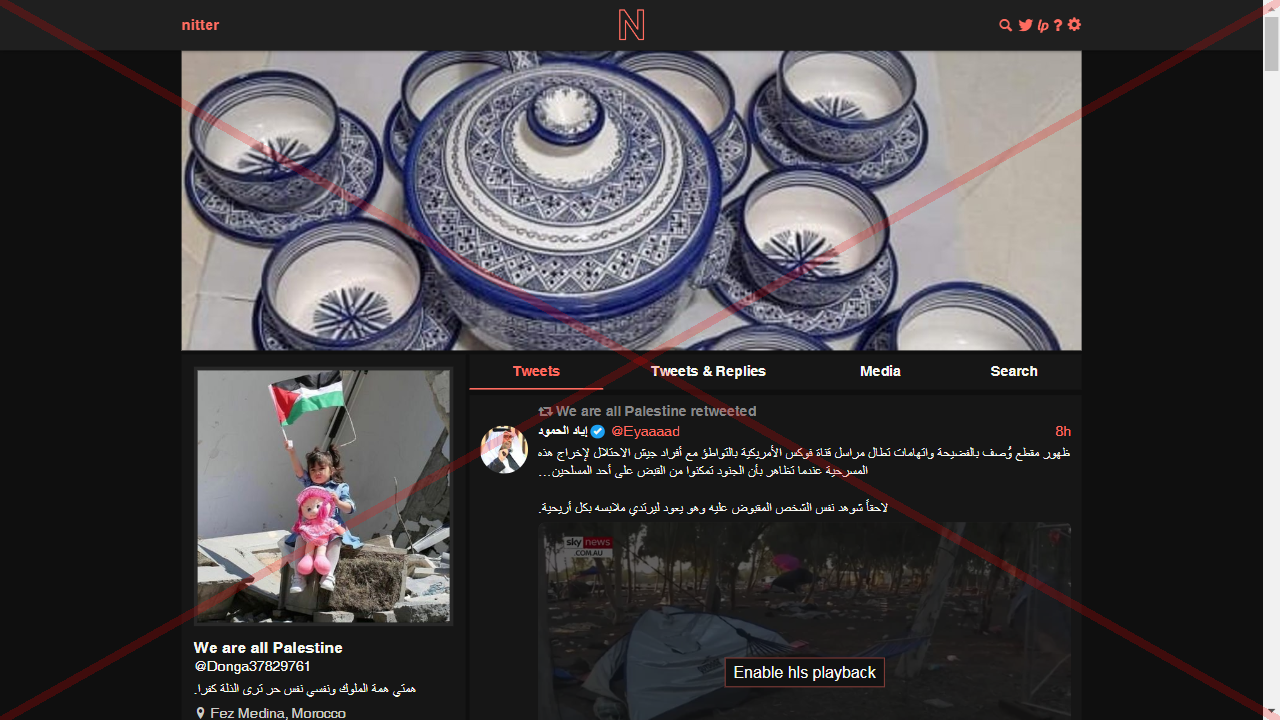 nitter
N
lp ?
Tweets
Tweets & Replies
Media
Search
We are all Palestine retweeted
إياد الحمود @Eyaaaad 8h
ظهور مقطع وُصف بالفضيحة واتهامات تطال مراسل قناة فوكس الأمريكية بالتواطؤ مع أفراد جيش الاحتلال لإخراج هذه
المسرحية عندما تظاهر بأن الجنود تمكنوا من القبض على أحد المسلحين…
لاحقاً شوهد نفس الشخص المقبوض عليه وهو يعود ليرتدي ملابسه بكل أريحية.
sky news
.COM.AU
Enable hls playback
We are all Palestine
@Donga37829761
همتي همة الملوك ونفسي نفس حر ترى الذلة كفرا.
Fez Medina, Morocco